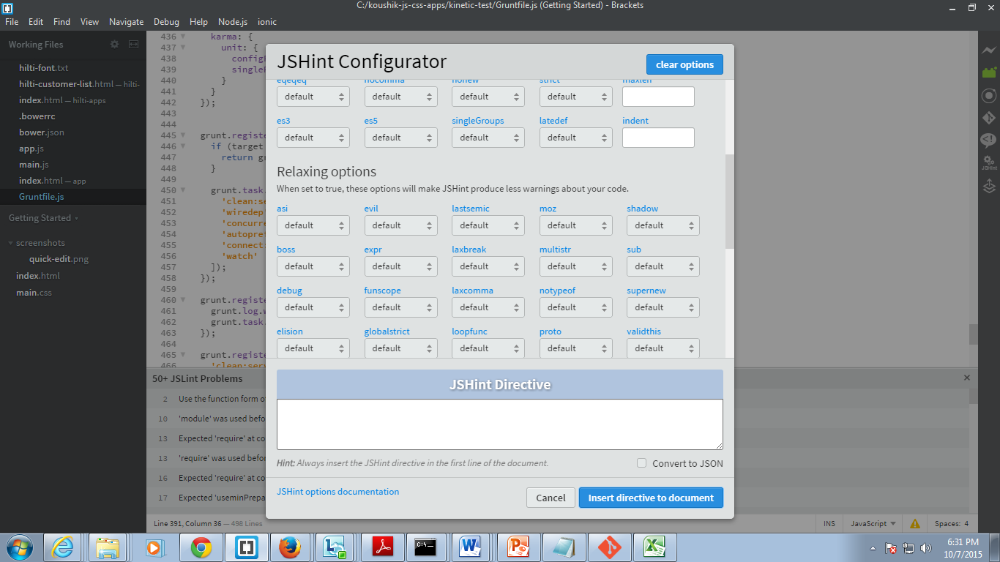 C:/koushik-js-css-apps/kinetic-test/Gruntfile.js (Getting Started) - Brackets
File Edit Find View Navigate Debug Help Node.js ionic
Working Files
hilti-font.txt
hilti-customer-list.html — hilti-
index.html — hilti-apps
.bowerrc
bower.json
app.js
main.js
index.html — app
Gruntfile.js
Getting Started
screenshots
quick-edit.png
index.html
main.css
436 karma: {
437 unit: {
438
439
440 }
441 }
442 });
443
444
445 grunt.registe
446 if (target
447 return gr
448 }
449
450 grunt.task.
451 'clean:se
452 'wiredep
453 'concurre
454 'autopref
455 'connect:
456 'watch'
457 ]);
458 });
459
460 grunt.registe
461 grunt.log.w
462 grunt.task.
463 });
464
465 grunt.registe
466 'clean:serv
JSHint Configurator
clear options
eqeqeq nocomma nonew strict maxlen
default default default default
es3 es5 singleGroups latedef indent
default default default default
Relaxing options
When set to true, these options will make JSHint produce less warnings about your code.
asi evil lastsemic moz shadow
default default default default default
boss expr laxbreak multistr sub
default default default default default
debug funscope laxcomma notypeof supernew
default default default default default
elision globalstrict loopfunc proto validthis
default default default default default
JSHint Directive
Hint: Always insert the JSHint directive in the first line of the document.
Convert to JSON
JSHint options documentation
Cancel
Insert directive to document
JSHint
50+ JSLint Problems
2 Use the function form o
10 'module' was used befo
13 Expected 'require' at co
13 'require' was used befor
16 Expected 'require' at co
17 Expected 'useminPrepa
Line 391, Column 36 — 498 Lines
INS JavaScript Spaces: 4
6:31 PM
10/7/2015